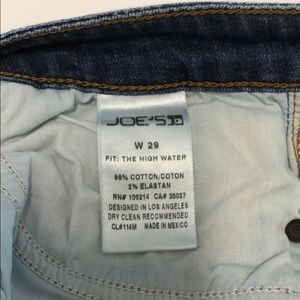 JOE'S
W 29
FIT: THE HIGH WATER
98% COTTON/COTON
2% ELASTAN
RN# 106214 CA# 35057
DESIGNED IN LOS ANGELES
DRY CLEAN RECOMMENDED
CL#114M MADE IN MEXICO